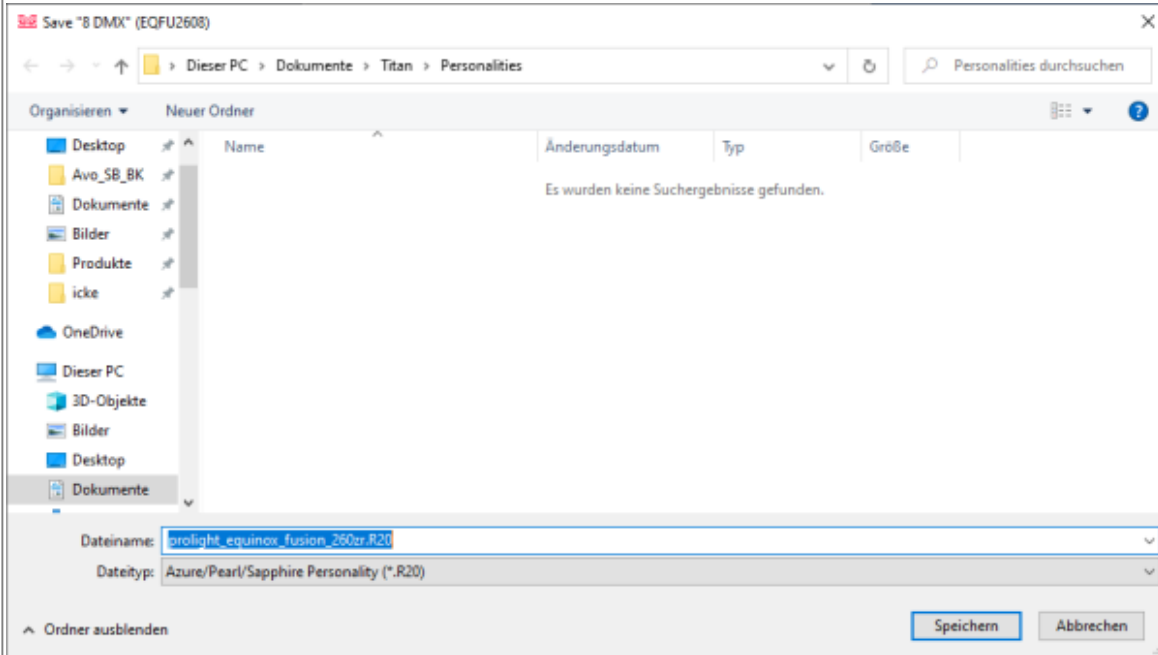 Save "8 DMX" (EQFU2608)
Dieser PC > Dokumente > Titan > Personalities
Personalities durchsuchen
Organisieren
Neuer Ordner
Desktop
Avo_SB_BK
Dokumente
Bilder
Produkte
icke
OneDrive
Dieser PC
3D-Objekte
Bilder
Desktop
Dokumente
Name Änderungsdatum Typ Größe
Es wurden keine Suchergebnisse gefunden.
Dateiname: prolight_equinox_fusion_260zr.R20
Dateityp: Azure/Pearl/Sapphire Personality (*.R20)
Ordner ausblenden
Speichern
Abbrechen